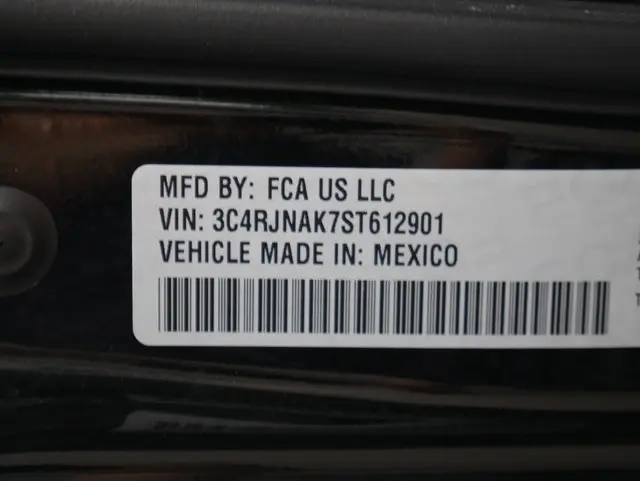 MFD BY: FCA US LLC
VIN: 3C4RJNAK7ST612901
VEHICLE MADE IN: MEXICO